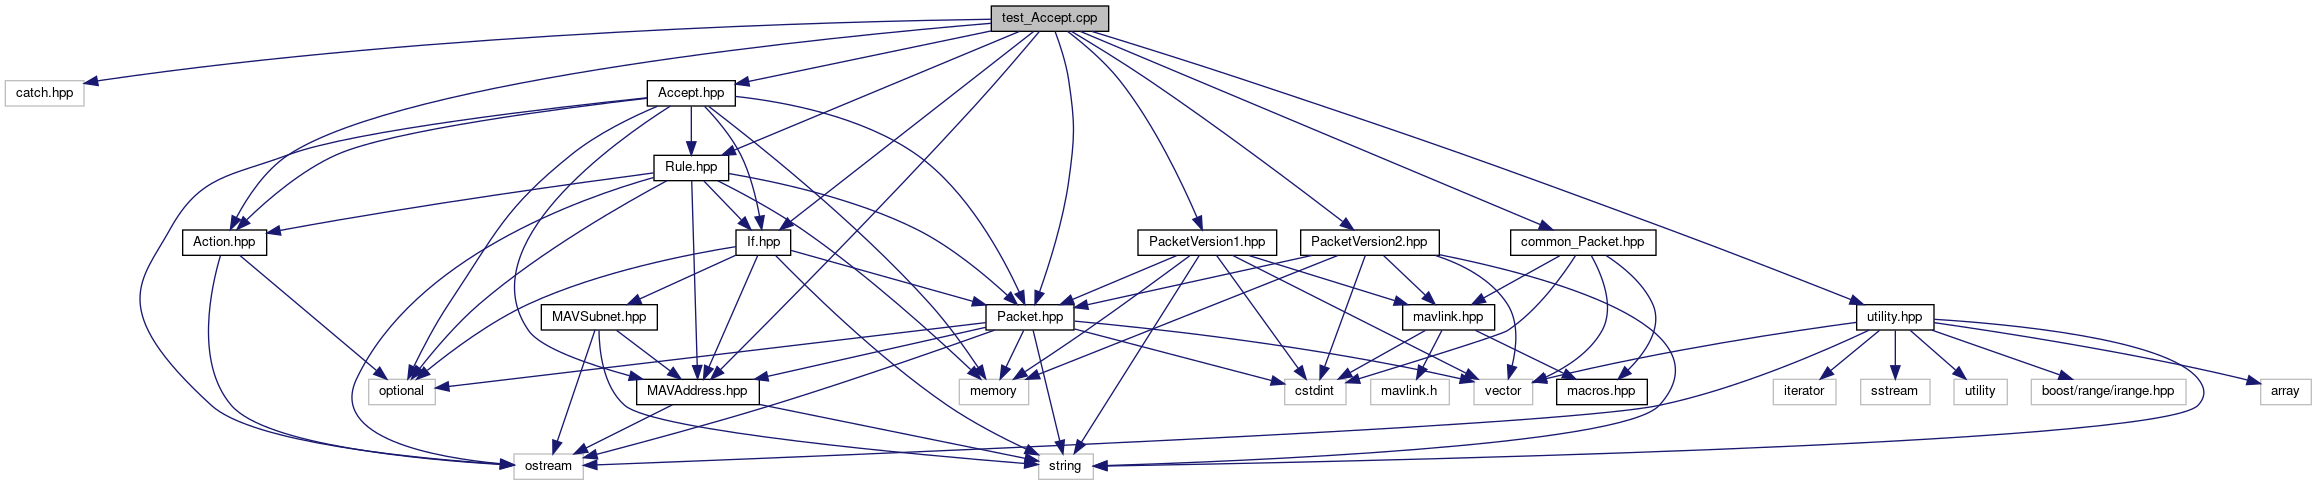 test_Accept.cpp
catch.hpp
Accept.hpp
Rule.hpp
Action.hpp
If.hpp
PacketVersion1.hpp
PacketVersion2.hpp
common_Packet.hpp
MAVSubnet.hpp
Packet.hpp
mavlink.hpp
utility.hpp
optional
MAVAddress.hpp
memory
cstdint
mavlink.h
vector
macros.hpp
iterator
sstream
utility
boost/range/irange.hpp
array
ostream
string